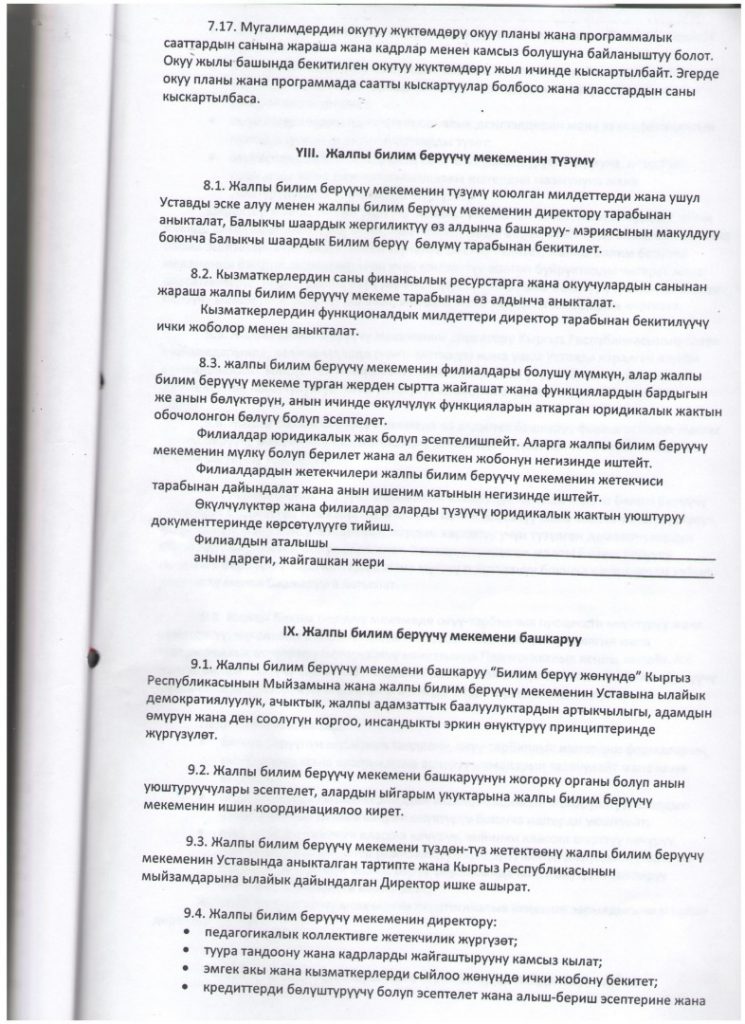 7.17. Мугалимдердин окутуу жүктөмдөрү окуу планы жана программалык
сааттардын санына жараша жана кадрлар менен камсыз болушуна байланыштуу болот.
Окуу жылы башында бекитилген окутуу жүктөмдөрү жыл ичинде кыскартылбайт. Эгерде
окуу планы жана программада саатты кыскартуулар болбосо жана класстардын саны
кыскартылбаса.
YIII. Жалпы билим берүүчү мекеменин түзүмү
8.1. Жалпы билим берүүчү мекеменин түзүмү коюлган милдеттерди жана ушул
Уставды эске алуу менен жалпы билим берүүчү мекеменин директору тарабынан
аныкталат, Балыкчы шаардык жергиликтүү өз алдынча башкаруу- мэриясынын макулдугу
боюнча Балыкчы шаардык Билим берүү бөлүмү тарабынан бекитилет.
8.2. Кызматкерлердин саны финансылык ресурстарга жана окуучулардын санынан
жараша жалпы билим берүүчү мекеме тарабынан өз алдынча аныкталат.
Кызматкерлердин функционалдык милдеттери директор тарабынан бекитилүүчү
ички жоболор менен аныкталат.
8.3. жалпы билим берүүчү мекеменин филиалдары болушу мүмкүн, алар жалпы
билим берүүчү мекеме турган жерден сыртта жайгашат жана функциялардын бардыгын
же анын бөлүктөрүн, анын ичинде өкүлчүлүк функцияларын аткарган юридикалык жактын
обочолонгон бөлүгү болуп эсептелет.
Филиалдар юридикалык жак болуп эсептелишпейт. Аларга жалпы билим берүүчү
мекеменин мүлкү болуп берилет жана ал бекиткен жобонун негизинде иштейт.
Филиалдардын жетекчилери жалпы билим берүүчү мекеменин жетекчиси
тарабынан дайындалат жана анын ишеним катынын негизинде иштейт.
Өкүлчүлүктөр жана филиалдар аларды түзүүчү юридикалык жактын уюштуруу
документтеринде көрсөтүлүүгө тийиш.
Филиалдын аталышы
анын дареги, жайгашкан жери
IX. Жалпы билим берүүчү мекемени башкаруу
9.1. Жалпы билим берүүчү мекемени башкаруу “Билим берүү жөнүндө” Кыргыз
Республикасынын Мыйзамына жана жалпы билим берүүчү мекеменин Уставына ылайык
демократиялуулук, ачыктык, жалпы адамзаттык баалуулуктардын артыкчылыгы, адамдын
өмүрүн жана ден соолугун коргоо, инсандыкты эркин өнүктүрүү принциптеринде
жүргүзүлөт.
9.2. Жалпы билим берүүчү мекемени башкаруунун жогорку органы болуп анын
уюштуруучулары эсептелет, алардын ыйгарым укуктарына жалпы билим берүүчү
мекеменин ишин координациялоо кирет.
9.3. Жалпы билим берүүчү мекемени түздөн-түз жетектөөнү жалпы билим берүүчү
мекеменин Уставында аныкталган тартипте жана Кыргыз Республикасынын
мыйзамдарына ылайык дайындалган Директор ишке ашырат.
9.4. Жалпы билим берүүчү мекеменин директору:
• педагогикалык коллективге жетекчилик жүргүзөт;
• туура тандоону жана кадрларды жайгаштырууну камсыз кылат;
• эмгек акы жана кызматкерлерди сыйлоо жөнүндө ички жобону бекитет;
• кредиттерди бөлүштүрүүчү болуп эсептелет жана алыш-бериш эсептерине жана